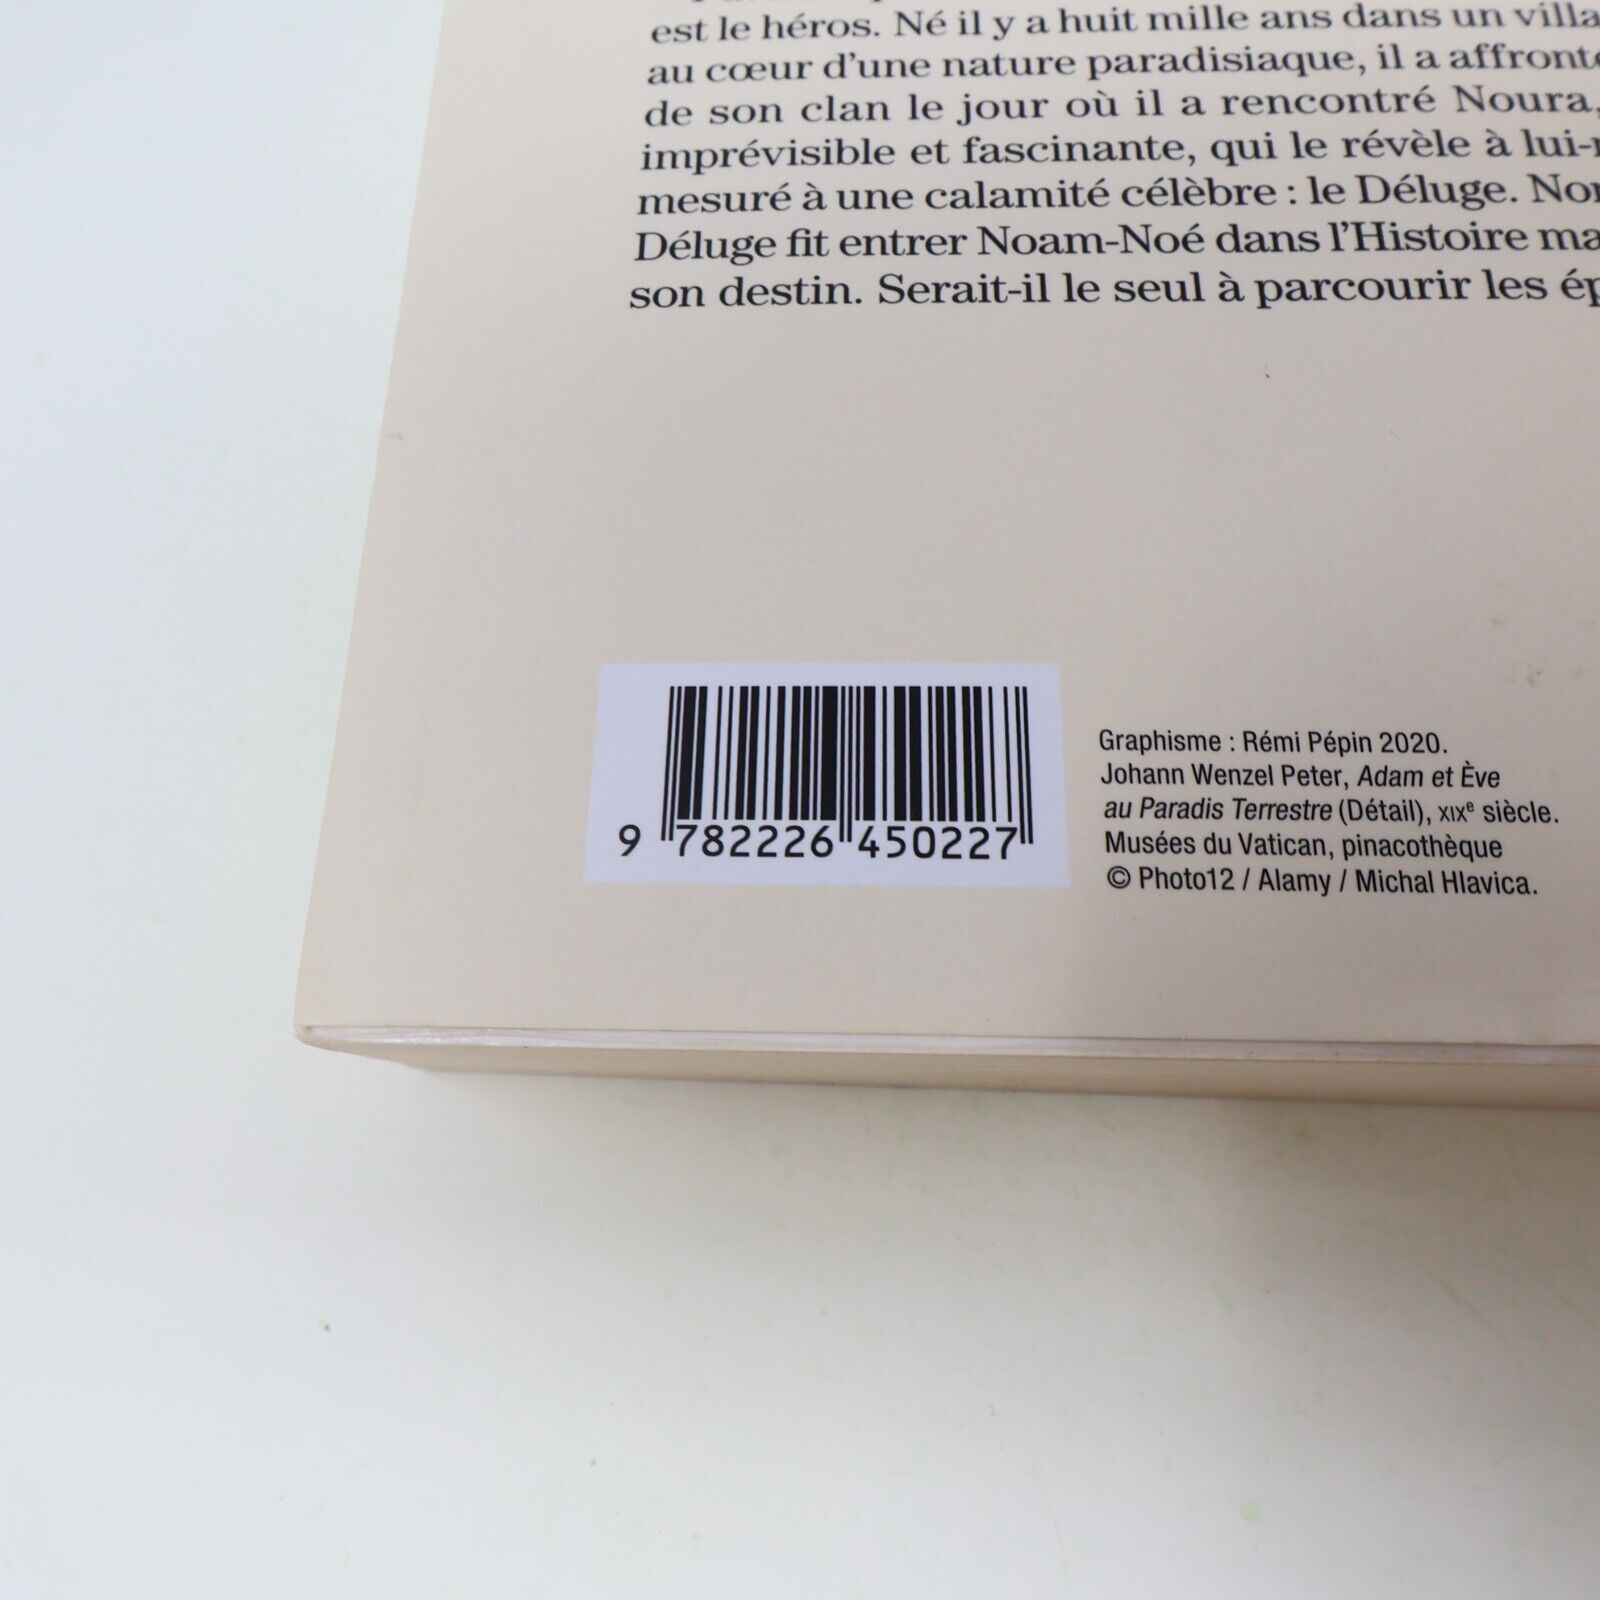 est le héros. Né il y a huit mille ans dans un villa
au cœur d'une nature paradisiaque, il a affronté
de son clan le jour où il a rencontré Noura,
imprévisible et fascinante, qui le révèle à lui-
mesuré à une calamité célèbre : le Déluge. Non
Déluge fit entrer Noam-Noé dans l'Histoire ma
son destin. Serait-il le seul à parcourir les ép
9 782226 450227
Graphisme : Rémi Pépin 2020.
Johann Wenzel Peter, Adam et Ève
au Paradis Terrestre (Détail), XIXe siècle.
Musées du Vatican, pinacothèque
© Photo12 / Alamy / Michal Hlavica.